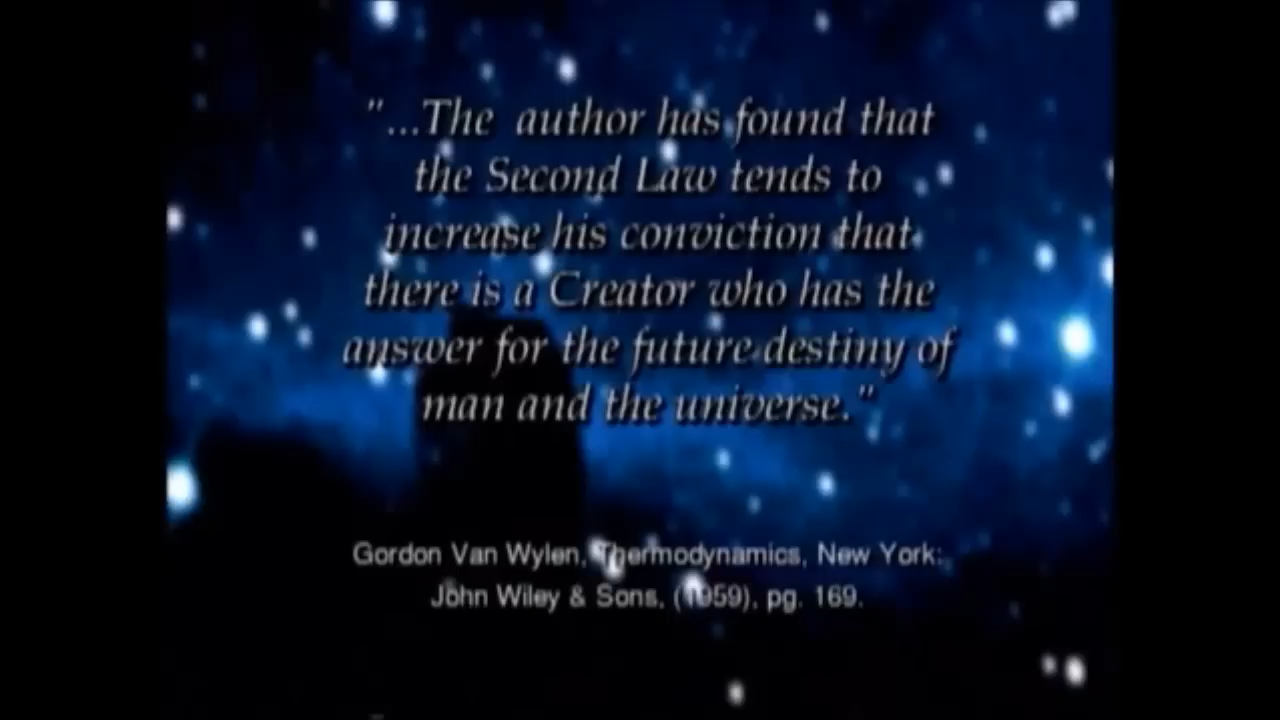 "...The author has found that
the Second Law tends to
increase his conviction that
there is a Creator who has the
answer for the future destiny of
man and the universe."
Gordon Van Wylen, Thermodynamics, New York:
John Wiley & Sons, (1959), pg. 169.